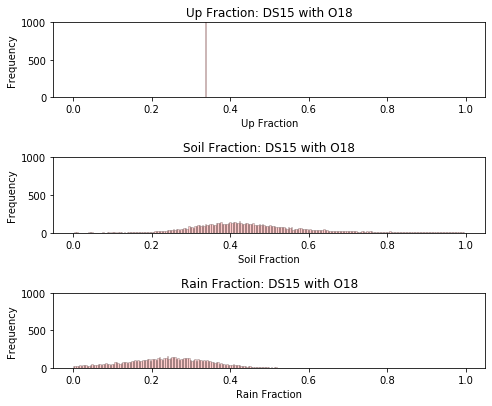 Up Fraction: DS15 with O18
1000
500
0
Frequency
0.0 0.2 0.4 0.6 0.8 1.0
Up Fraction
Soil Fraction: DS15 with O18
1000
500
0
Frequency
0.0 0.2 0.4 0.6 0.8 1.0
Soil Fraction
Rain Fraction: DS15 with O18
1000
500
0
Frequency
0.0 0.2 0.4 0.6 0.8 1.0
Rain Fraction